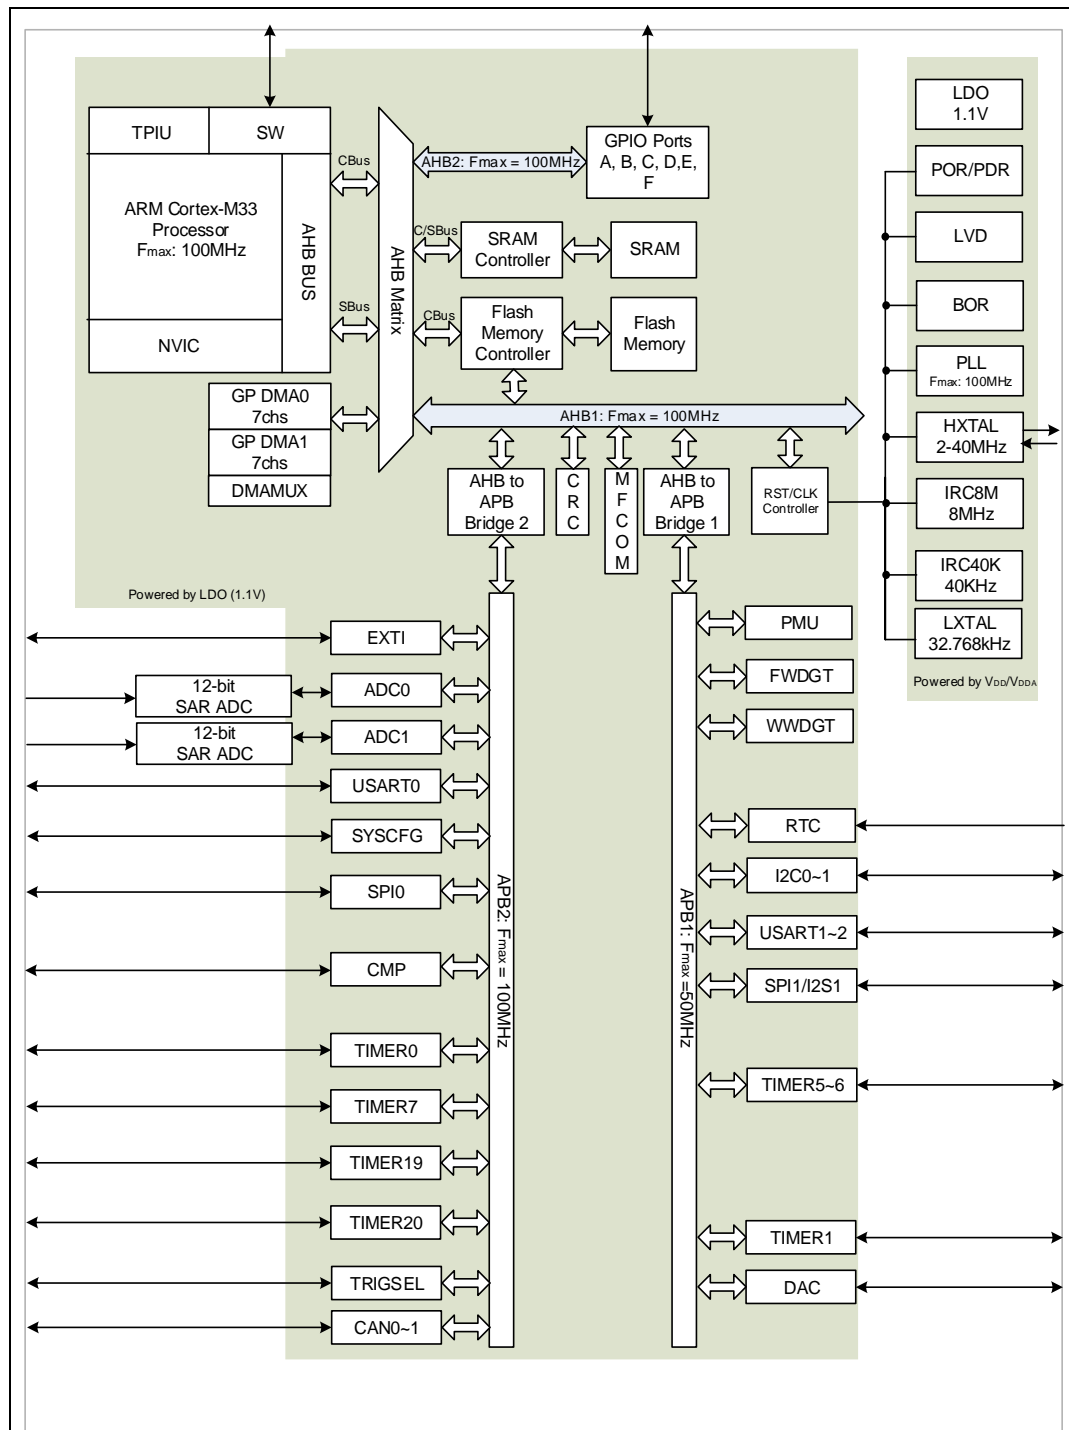 TPIU
SW
ARM Cortex-M33
Processor
Fmax: 100MHz
AHB BUS
NVIC
GP DMA0
7chs
GP DMA1
7chs
DMAMUX
CBus
SBus
AHB Matrix
AHB2: Fmax = 100MHz
GPIO Ports
A, B, C, D,E,
F
C/SBus
SRAM
Controller
SRAM
CBus
Flash
Memory
Controller
Flash
Memory
AHB1: Fmax = 100MHz
AHB to
APB
Bridge 2
C
R
C
M
F
C
O
M
AHB to
APB
Bridge 1
RST/CLK
Controller
Powered by LDO (1.1V)
LDO
1.1V
POR/PDR
LVD
BOR
PLL
Fmax: 100MHz
HXTAL
2-40MHz
IRC8M
8MHz
IRC40K
40KHz
LXTAL
32.768kHz
Powered by VDD/VDDA
EXTI
12-bit
SAR ADC
ADC0
12-bit
SAR ADC
ADC1
USART0
SYSCFG
SPI0
CMP
TIMER0
TIMER7
TIMER19
TIMER20
TRIGSEL
CAN0~1
APB2: Fmax = 100MHz
APB1: Fmax =50MHz
PMU
FWDGT
WWDGT
RTC
I2C0~1
USART1~2
SPI1/I2S1
TIMER5~6
TIMER1
DAC